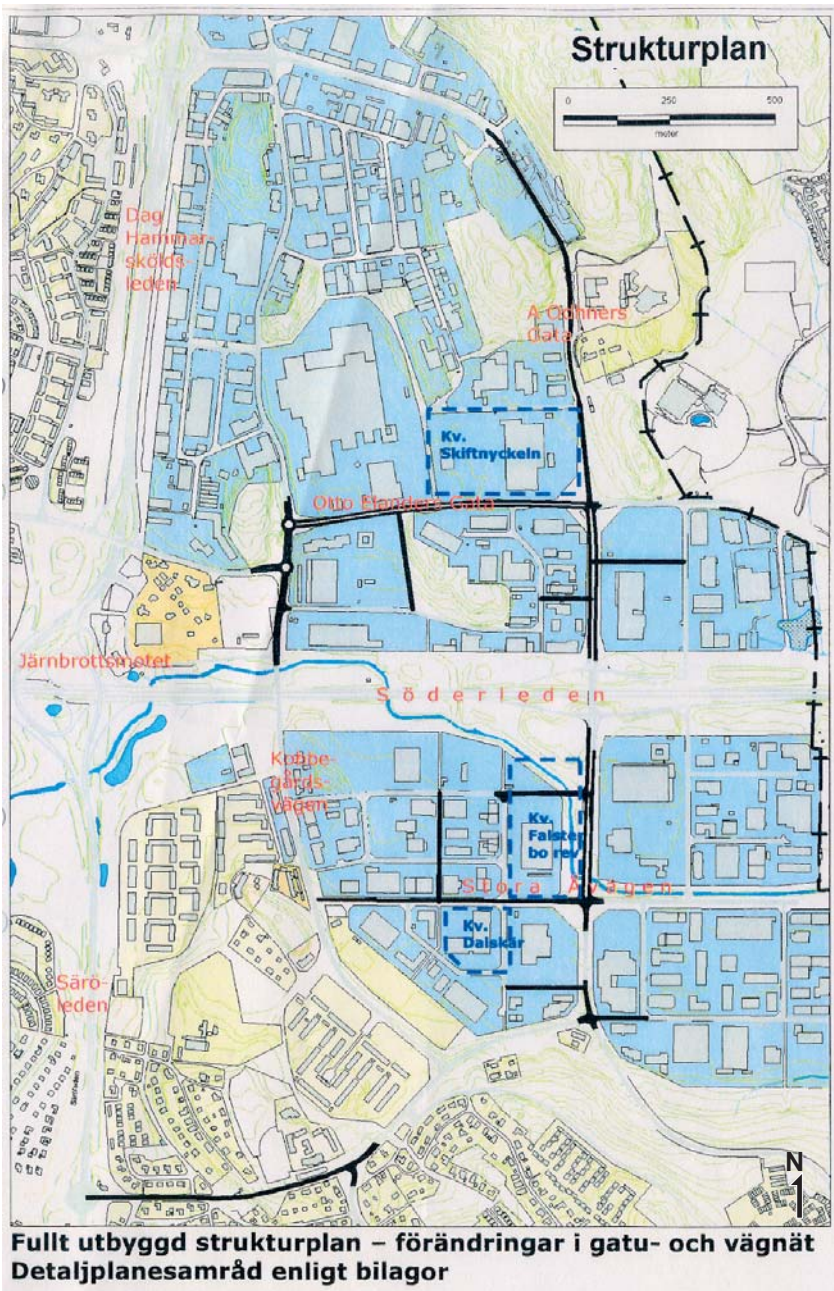 Strukturplan
0 250 500
meter
Dag
Hammar-
skölds-
leden
A Odhners
Gata
Kv.
Skiftnyckeln
Otto Elanders Gata
Järnbrottsmotet
Söderleden
Kobbe-
gårds-
vägen
Kv.
Falster
bo rev
Stora Åvägen
Kv.
Dalskär
Särö-
leden
Säröleden
N
Fullt utbyggd strukturplan – förändringar i gatu- och vägnät
Detaljplanesamråd enligt bilagor